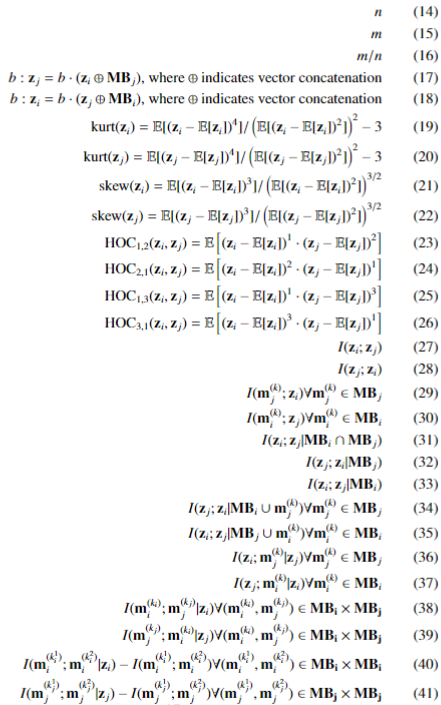 n (14)
m (15)
m/n (16)
b : z_j = b · (z_i ⊕ MB_j), where ⊕ indicates vector concatenation (17)
b : z_i = b · (z_j ⊕ MB_i), where ⊕ indicates vector concatenation (18)
kurt(z_i) = 𝔼[(z_i − 𝔼[z_i])^4]/(𝔼[(z_i − 𝔼[z_i])^2])^2 − 3 (19)
kurt(z_j) = 𝔼[(z_j − 𝔼[z_j])^4]/(𝔼[(z_j − 𝔼[z_j])^2])^2 − 3 (20)
skew(z_i) = 𝔼[(z_i − 𝔼[z_i])^3]/(𝔼[(z_i − 𝔼[z_i])^2])^{3/2} (21)
skew(z_j) = 𝔼[(z_j − 𝔼[z_j])^3]/(𝔼[(z_j − 𝔼[z_j])^2])^{3/2} (22)
HOC_{1,2}(z_i, z_j) = 𝔼[(z_i − 𝔼[z_i])^1 · (z_j − 𝔼[z_j])^2] (23)
HOC_{2,1}(z_i, z_j) = 𝔼[(z_i − 𝔼[z_i])^2 · (z_j − 𝔼[z_j])^1] (24)
HOC_{1,3}(z_i, z_j) = 𝔼[(z_i − 𝔼[z_i])^1 · (z_j − 𝔼[z_j])^3] (25)
HOC_{3,1}(z_i, z_j) = 𝔼[(z_i − 𝔼[z_i])^3 · (z_j − 𝔼[z_j])^1] (26)
I(z_i; z_j) (27)
I(z_j; z_i) (28)
I(m_j^{(k)}; z_i)∀m_j^{(k)} ∈ MB_j (29)
I(m_i^{(k)}; z_j)∀m_i^{(k)} ∈ MB_i (30)
I(z_i; z_j|MB_i ∩ MB_j) (31)
I(z_j; z_i|MB_j) (32)
I(z_i; z_j|MB_i) (33)
I(z_j; z_i|MB_i ∪ m_j^{(k)})∀m_j^{(k)} ∈ MB_j (34)
I(z_i; z_j|MB_j ∪ m_i^{(k)})∀m_i^{(k)} ∈ MB_i (35)
I(z_i; m_j^{(k)}|z_j)∀m_j^{(k)} ∈ MB_j (36)
I(z_j; m_i^{(k)}|z_i)∀m_i^{(k)} ∈ MB_i (37)
I(m_i^{(k_i)}; m_j^{(k_j)}|z_i)∀(m_i^{(k_i)}, m_j^{(k_j)}) ∈ MB_i × MB_j (38)
I(m_j^{(k_j)}; m_i^{(k_i)}|z_j)∀(m_i^{(k_i)}, m_j^{(k_j)}) ∈ MB_i × MB_j (39)
I(m_i^{(k_i^1)}; m_i^{(k_i^2)}|z_i) − I(m_i^{(k_i^1)}; m_i^{(k_i^2)})∀(m_i^{(k_i^1)}, m_i^{(k_i^2)}) ∈ MB_i × MB_i (40)
I(m_j^{(k_j^1)}; m_j^{(k_j^2)}|z_j) − I(m_j^{(k_j^1)}; m_j^{(k_j^2)})∀(m_j^{(k_j^1)}, m_j^{(k_j^2)}) ∈ MB_j × MB_j (41)